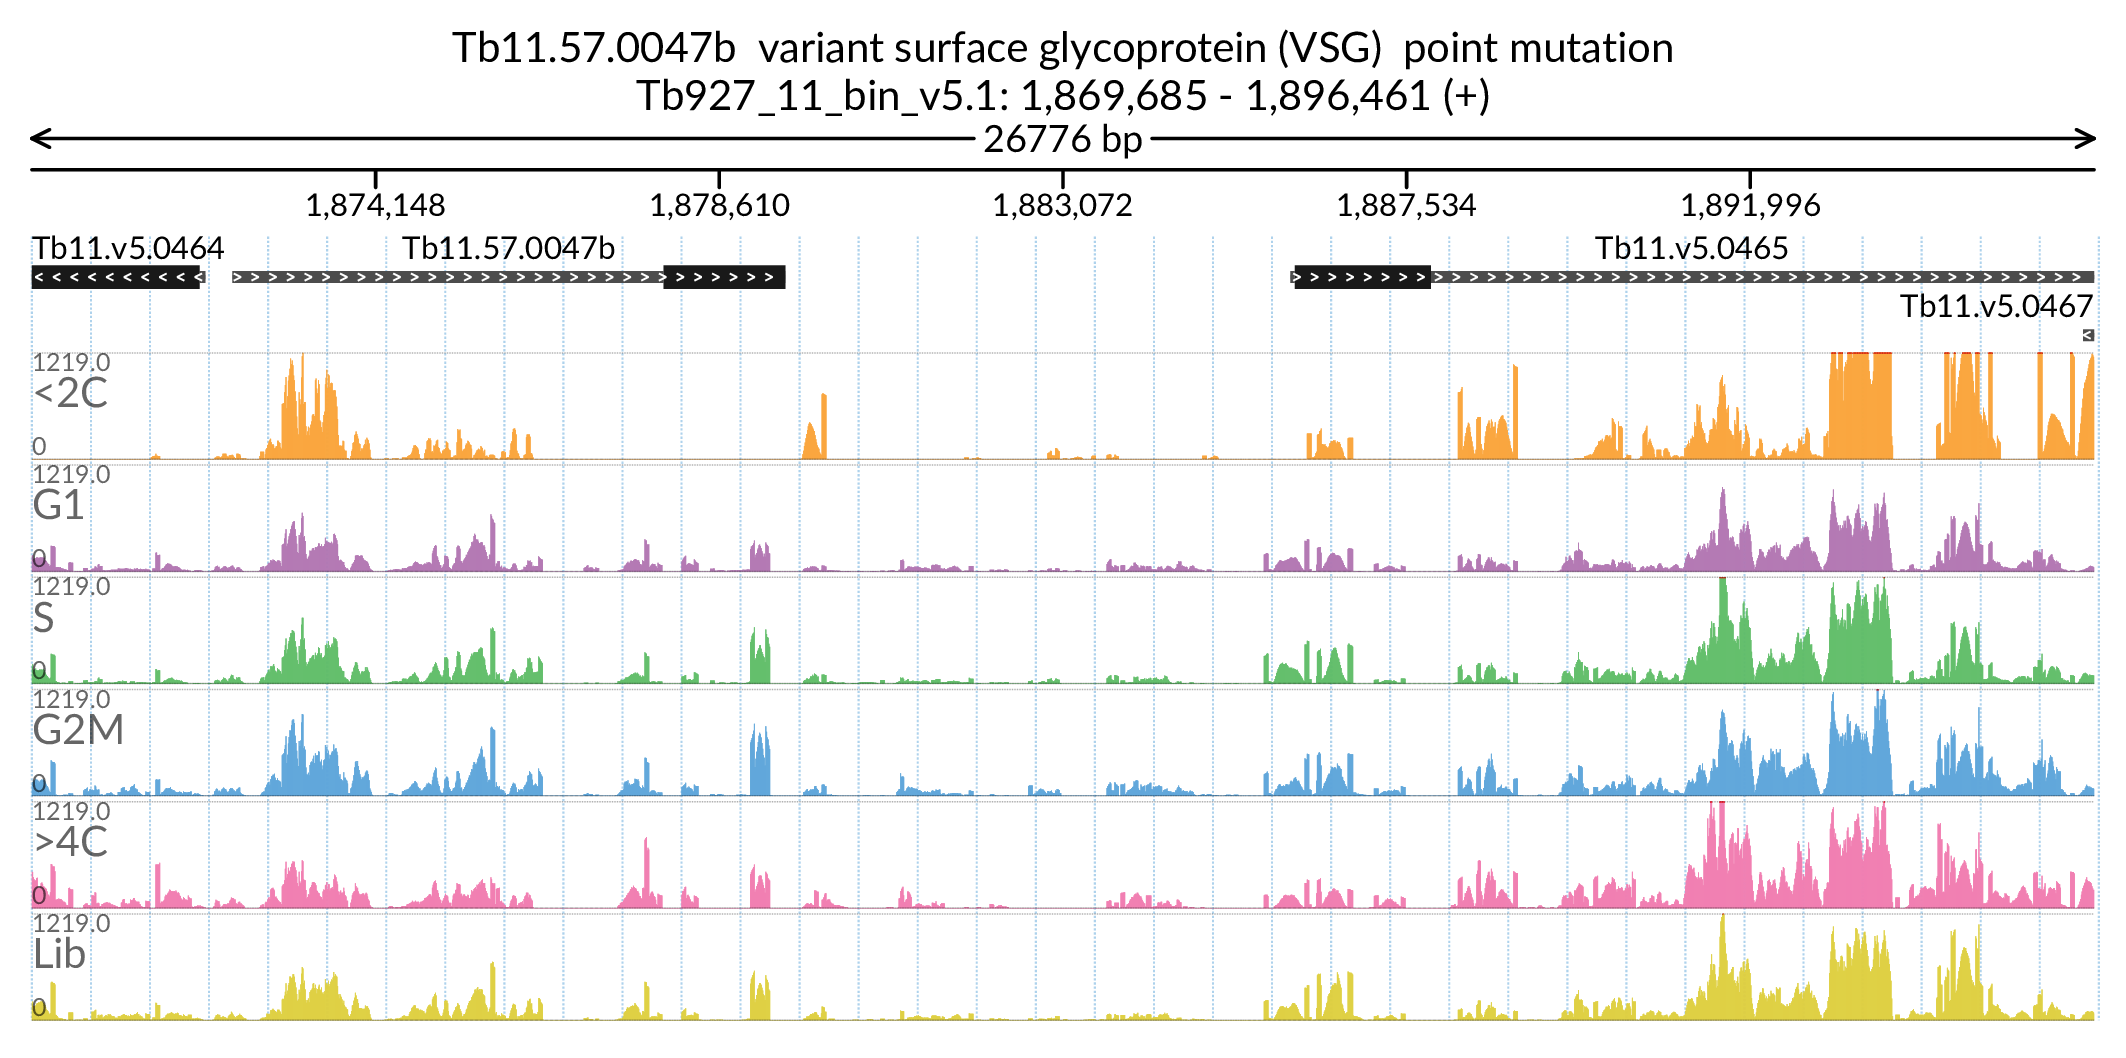 Tb11.57.0047b  variant surface glycoprotein (VSG)  point mutation
Tb927_11_bin_v5.1: 1,869,685 - 1,896,461 (+)
26776 bp
1,874,148 1,878,610 1,883,072 1,887,534 1,891,996
Tb11.v5.0464 Tb11.57.0047b Tb11.v5.0465
Tb11.v5.0467
1219.0
<2C
0
1219.0
G1
0
1219.0
S
0
1219.0
G2M
0
1219.0
>4C
0
1219.0
Lib
0